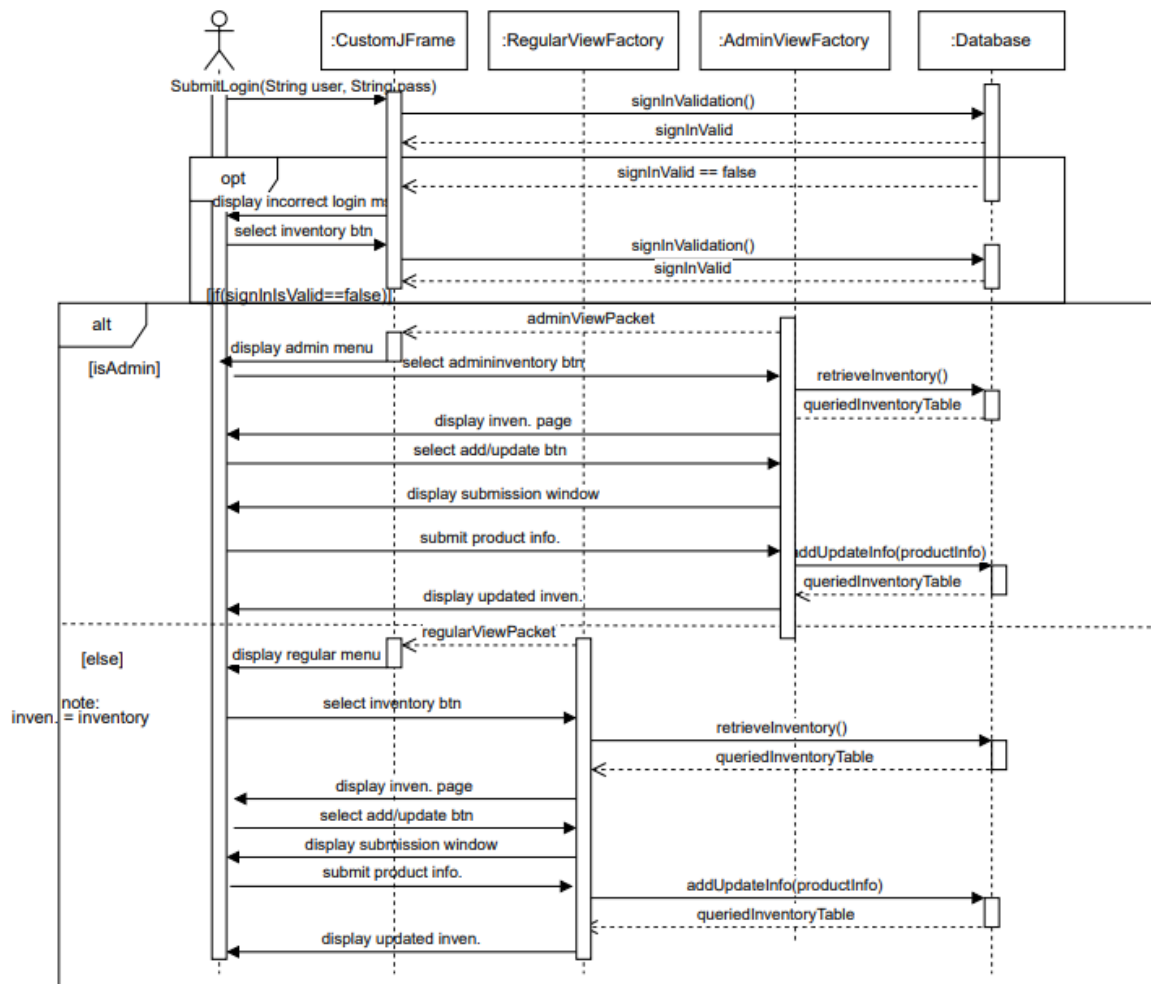 :CustomJFrame
:RegularViewFactory
:AdminViewFactory
:Database
SubmitLogin(String user, String pass)
signInValidation()
signInValid
opt
signInValid == false
display incorrect login ms
select inventory btn
signInValidation()
signInValid
[if(signInIsValid==false)]
alt
adminViewPacket
display admin menu
[isAdmin]
select admininventory btn
retrieveInventory()
queriedInventoryTable
display inven. page
select add/update btn
display submission window
submit product info.
addUpdateInfo(productInfo)
queriedInventoryTable
display updated inven.
regularViewPacket
[else]
display regular menu
note:
inven. = inventory
select inventory btn
retrieveInventory()
queriedInventoryTable
display inven. page
select add/update btn
display submission window
submit product info.
addUpdateInfo(productInfo)
queriedInventoryTable
display updated inven.